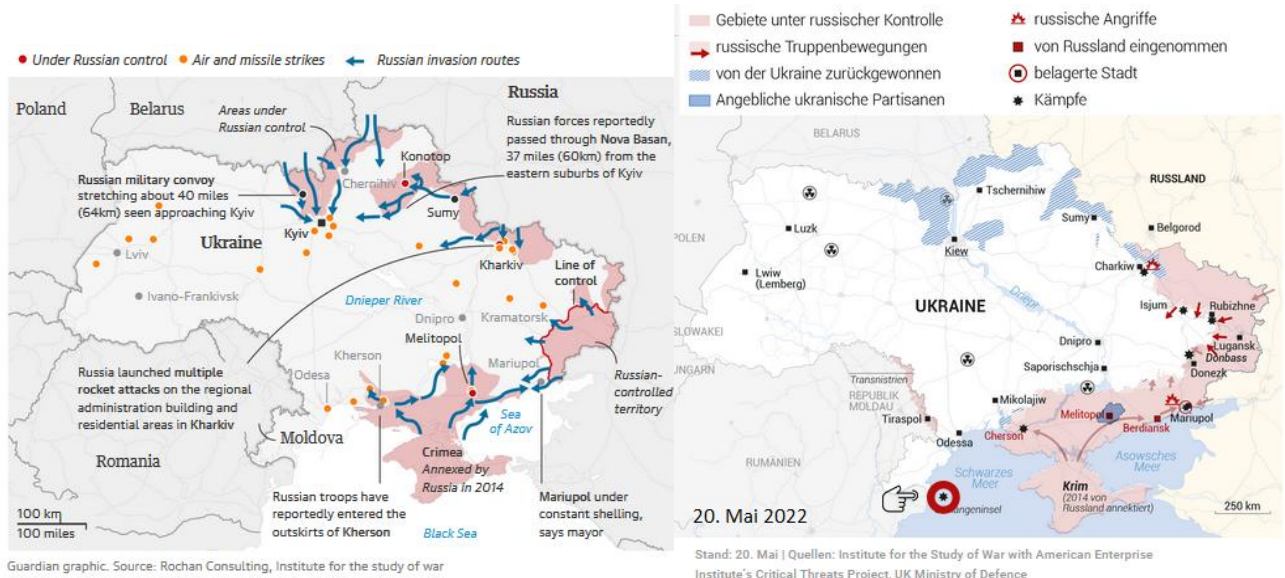 Under Russian control
Air and missile strikes
Russian invasion routes
Poland
Belarus
Russia
Areas under
Russian control
Russian forces reportedly
passed through Nova Basan,
37 miles (60km) from the
eastern suburbs of Kyiv
Konotop
Chernihiv
Russian military convoy
stretching about 40 miles
(64km) seen approaching Kyiv
Sumy
Kyiv
Ukraine
Lviv
Kharkiv
Line of
control
Ivano-Frankivsk
Dnieper River
Dnipro
Kramatorsk
Melitopol
Kherson
Mariupol
Russia launched multiple
rocket attacks on the regional
administration building and
residential areas in Kharkiv
Odesa
Russian-
controlled
territory
Sea
of Azov
Moldova
Crimea
Annexed by
Russia in 2014
Romania
Russian troops have
reportedly entered the
outskirts of Kherson
Mariupol under
constant shelling,
says mayor
Black Sea
100 km
100 miles
Guardian graphic. Source: Rochan Consulting, Institute for the study of war
Gebiete unter russischer Kontrolle
russische Angriffe
russische Truppenbewegungen
von Russland eingenommen
von der Ukraine zurückgewonnen
belagerte Stadt
Angebliche ukranische Partisanen
Kämpfe
BELARUS
RUSSLAND
Tschernihiw
Sumy
Belgorod
POLEN
Luzk
Kiew
Charkiw
Lwiw
(Lemberg)
UKRAINE
Dnipr
Isjum
Rubizhne
SLOWAKEI
Dnipro
Lugansk
Donbass
UNGARN
Saporischschja
Donezk
Transnistrien
REPUBLIK
MOLDAU
Mikolajiw
Melitopol
Mariupol
Tiraspol
Berdiansk
Odessa
Cherson
Asowsches
Meer
RUMÄNIEN
Schwarzes
Meer
Krim
(2014 von
Russland annektiert)
ngeninsel
20. Mai 2022
250 km
Stand: 20. Mai | Quellen: Institute for the Study of War with American Enterprise
Institute's Critical Threats Project, UK Ministry of Defence